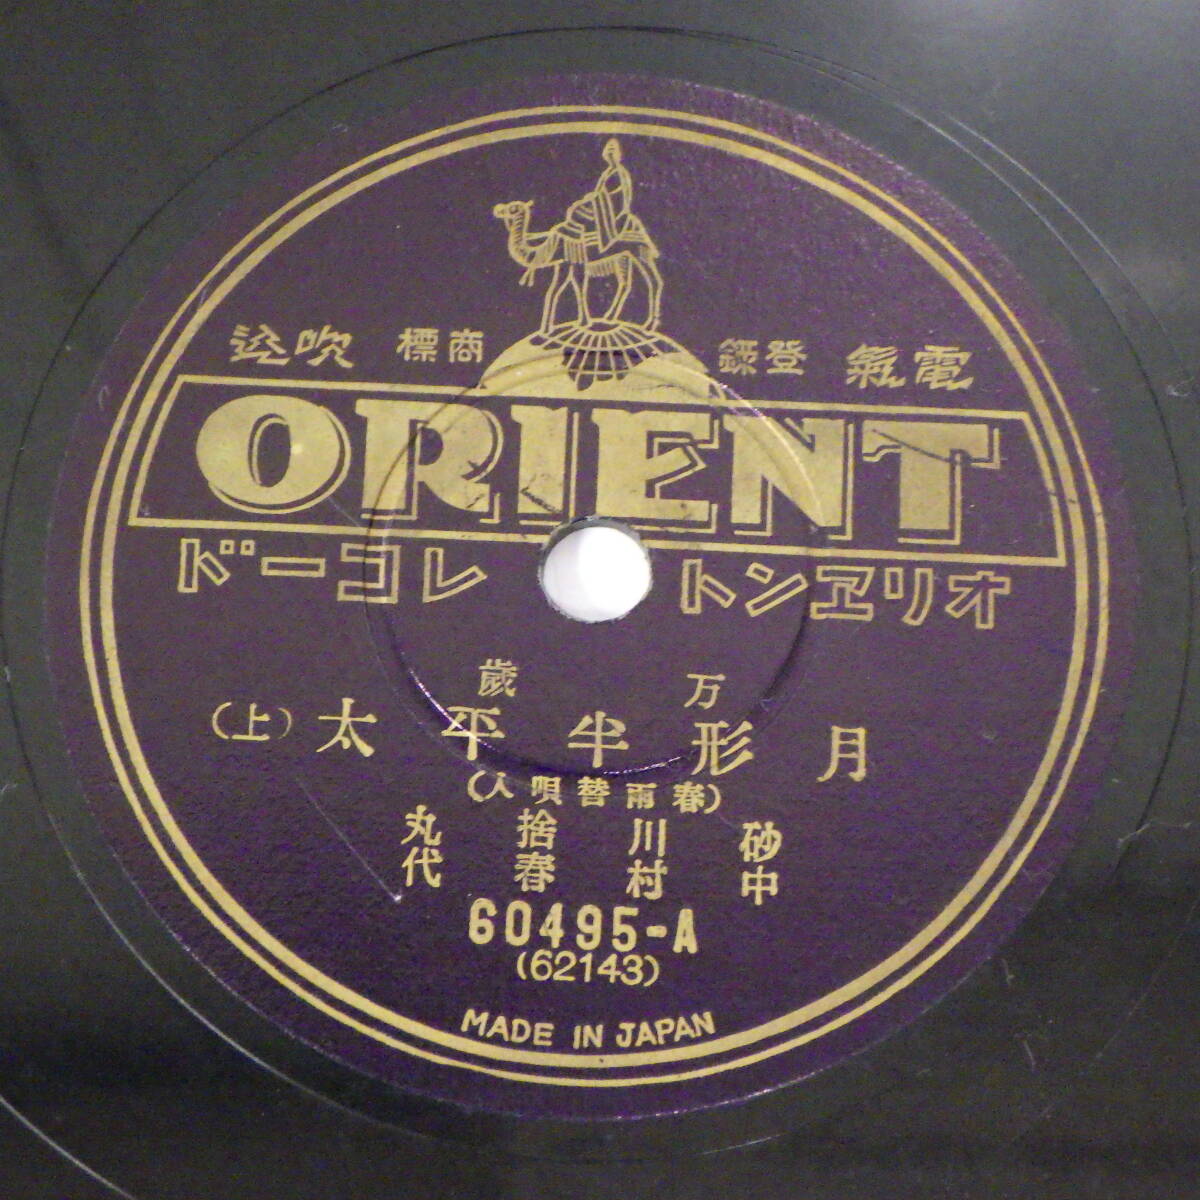 電氣 登錄 商標 吹込
ORIENT
オリヱントレコード
万歲
月形半平太 (上)
(春雨替唄入)
砂川捨丸
中村春代
60495-A
(62143)
MADE IN JAPAN